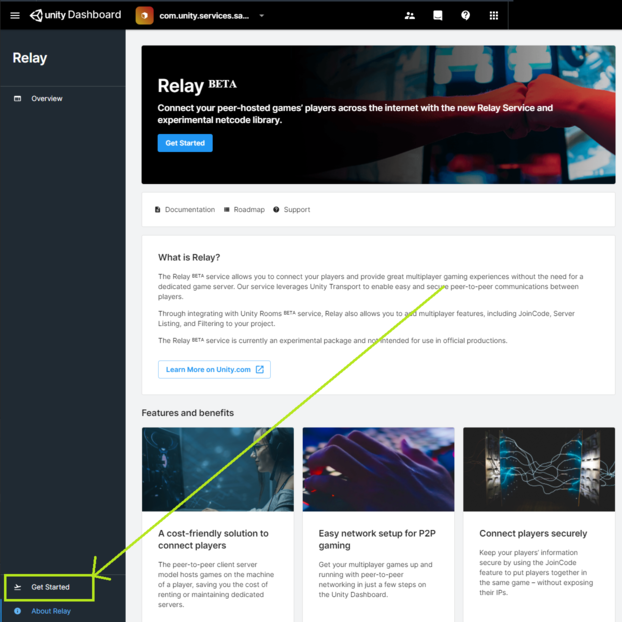 unity Dashboard
com.unity.services.sa...
Relay
Overview
Relay BETA
Connect your peer-hosted games' players across the internet with the new Relay Service and
experimental netcode library.
Get Started
Documentation
Roadmap
Support
What is Relay?
The Relay BETA service allows you to connect your players and provide great multiplayer gaming experiences without the need for a
dedicated game server. Our service leverages Unity Transport to enable easy and secure peer-to-peer communications between
players.
Through integrating with Unity Rooms BETA service, Relay also allows you to add multiplayer features, including JoinCode, Server
Listing, and Filtering to your project.
The Relay BETA service is currently an experimental package and not intended for use in official productions.
Learn More on Unity.com
Features and benefits
A cost-friendly solution to
connect players
The peer-to-peer client server
model hosts games on the machine
of a player, saving you the cost of
renting or maintaining dedicated
servers.
Easy network setup for P2P
gaming
Get your multiplayer games up and
running with peer-to-peer
networking in just a few steps on
the Unity Dashboard.
Connect players securely
Keep your players' information
secure by using the JoinCode
feature to put players together in
the same game – without exposing
their IPs.
Get Started
About Relay